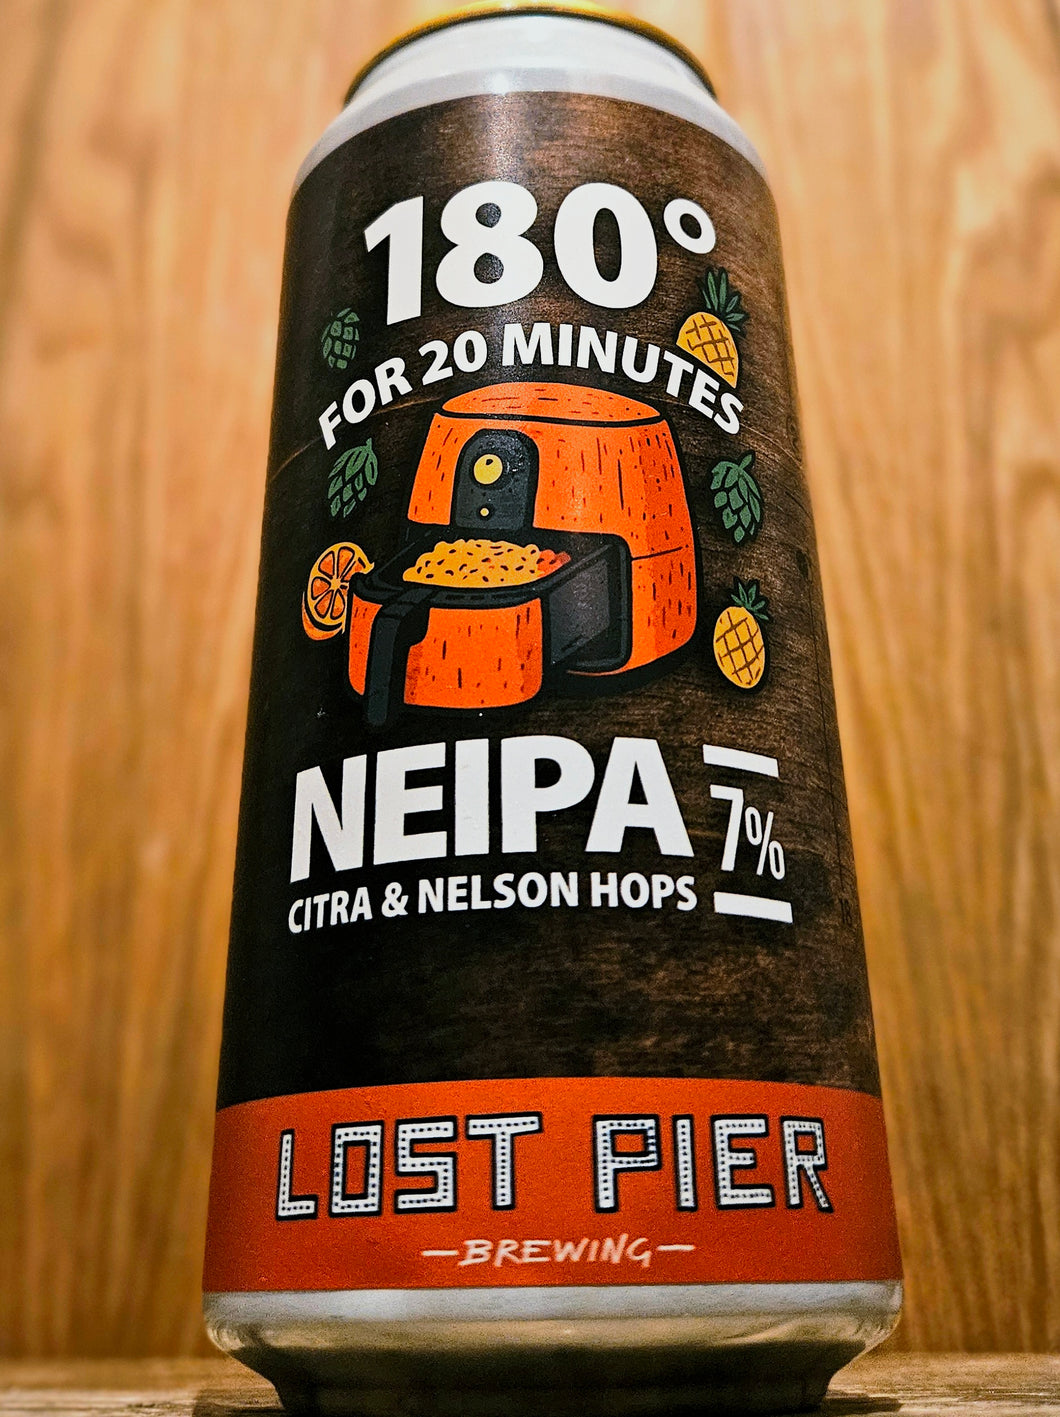 180°
FOR 20 MINUTES
NEIPA
7%
CITRA & NELSON HOPS
LOST PIER
—BREWING—